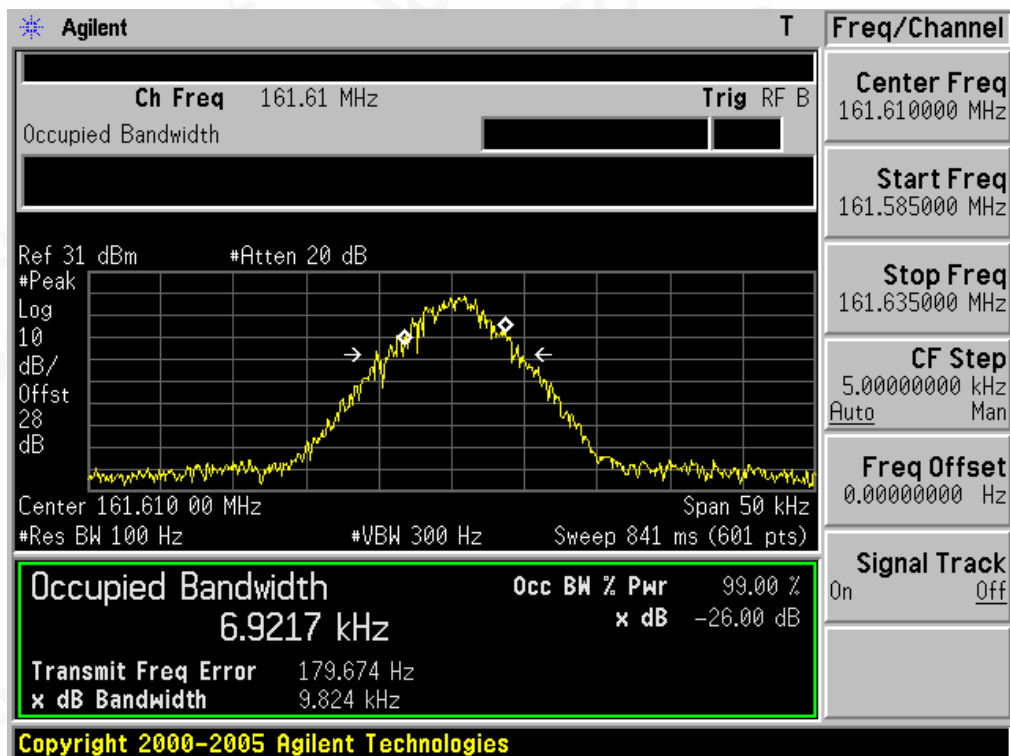 Agilent T Freq/Channel
Ch Freq 161.61 MHz Trig RF B
Occupied Bandwidth
Ref 31 dBm #Atten 20 dB
#Peak
Log
10
dB/
Offst
28
dB
Center 161.610 00 MHz Span 50 kHz
#Res BW 100 Hz #VBW 300 Hz Sweep 841 ms (601 pts)
Occupied Bandwidth
6.9217 kHz
Occ BW % Pwr 99.00 %
x dB -26.00 dB
Transmit Freq Error 179.674 Hz
x dB Bandwidth 9.824 kHz
Center Freq
161.610000 MHz
Start Freq
161.585000 MHz
Stop Freq
161.635000 MHz
CF Step
5.00000000 kHz
Auto Man
Freq Offset
0.00000000 Hz
Signal Track
On Off
Copyright 2000-2005 Agilent Technologies